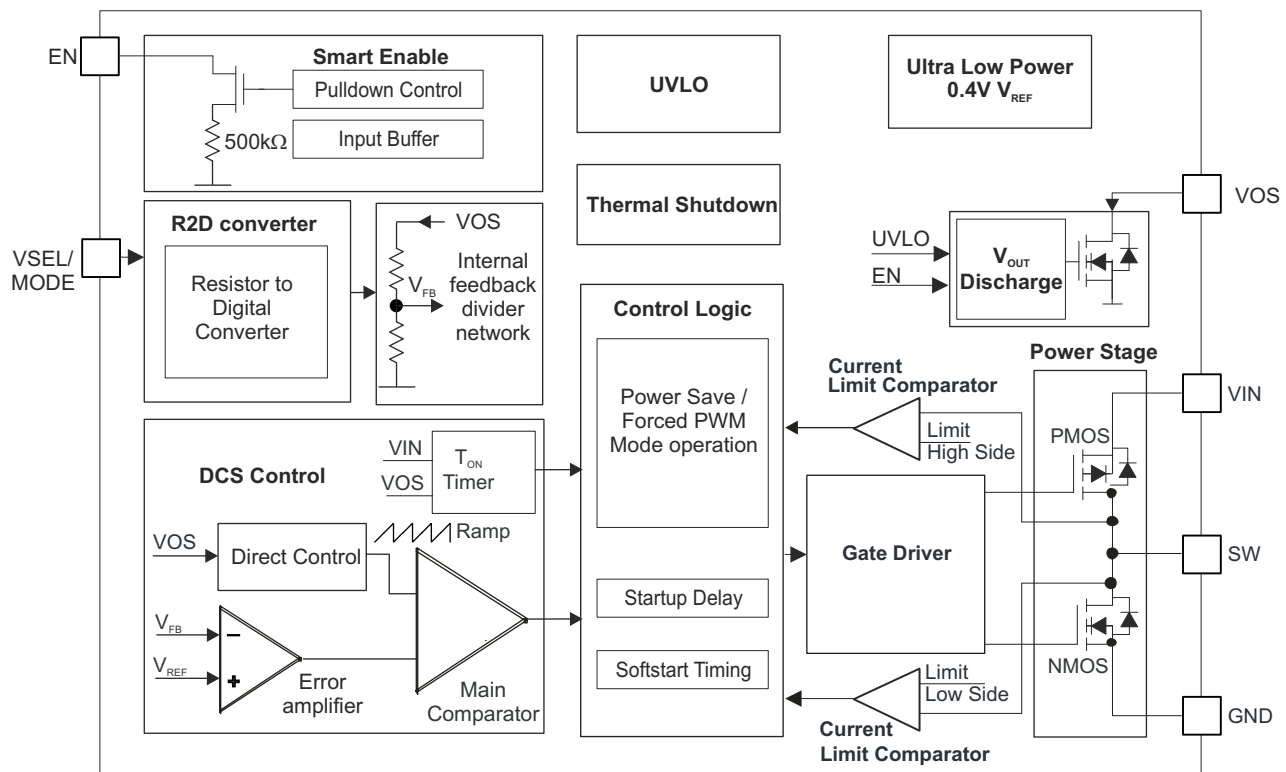 EN
Smart Enable
Pulldown Control
500kΩ
Input Buffer
UVLO
Ultra Low Power
0.4V VREF
Thermal Shutdown
VOS
UVLO
EN
VOUT
Discharge
VSEL/
MODE
R2D converter
Resistor to
Digital
Converter
VOS
VFB
Internal
feedback
divider
network
Control Logic
Power Save /
Forced PWM
Mode operation
Startup Delay
Softstart Timing
Current
Limit Comparator
Limit
High Side
Power Stage
PMOS
VIN
Gate Driver
SW
NMOS
Limit
Low Side
Current
Limit Comparator
GND
DCS Control
VIN
VOS
TON
Timer
Ramp
VOS
Direct Control
VFB
VREF
−
+
Error
amplifier
Main
Comparator